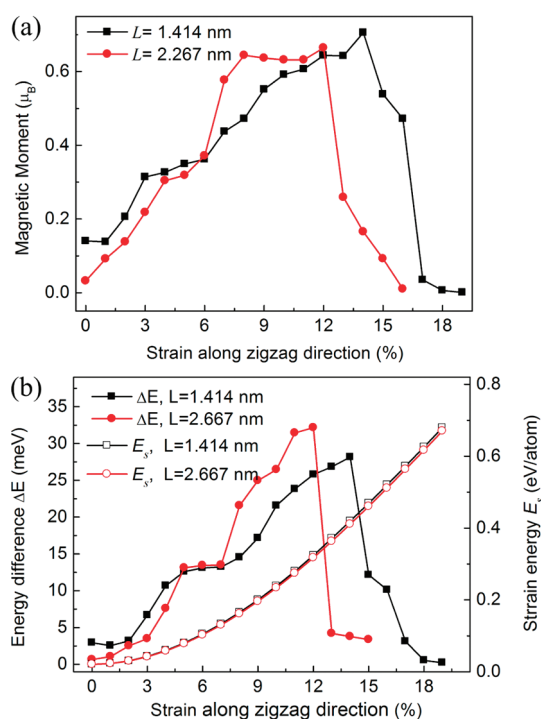 (a)
L= 1.414 nm
L= 2.267 nm
Magnetic Moment (μB)
0.6
0.4
0.2
0.0
0 3 6 9 12 15 18
Strain along zigzag direction (%)
(b)
ΔE, L=1.414 nm
ΔE, L=2.667 nm
Es, L=1.414 nm
Es, L=2.667 nm
Energy difference ΔE (meV)
35
30
25
20
15
10
5
0
0.8
0.6
0.4
0.2
0.0
Strrain energy Es (eV/atom)
0 3 6 9 12 15 18
Strain along zigzag direction (%)